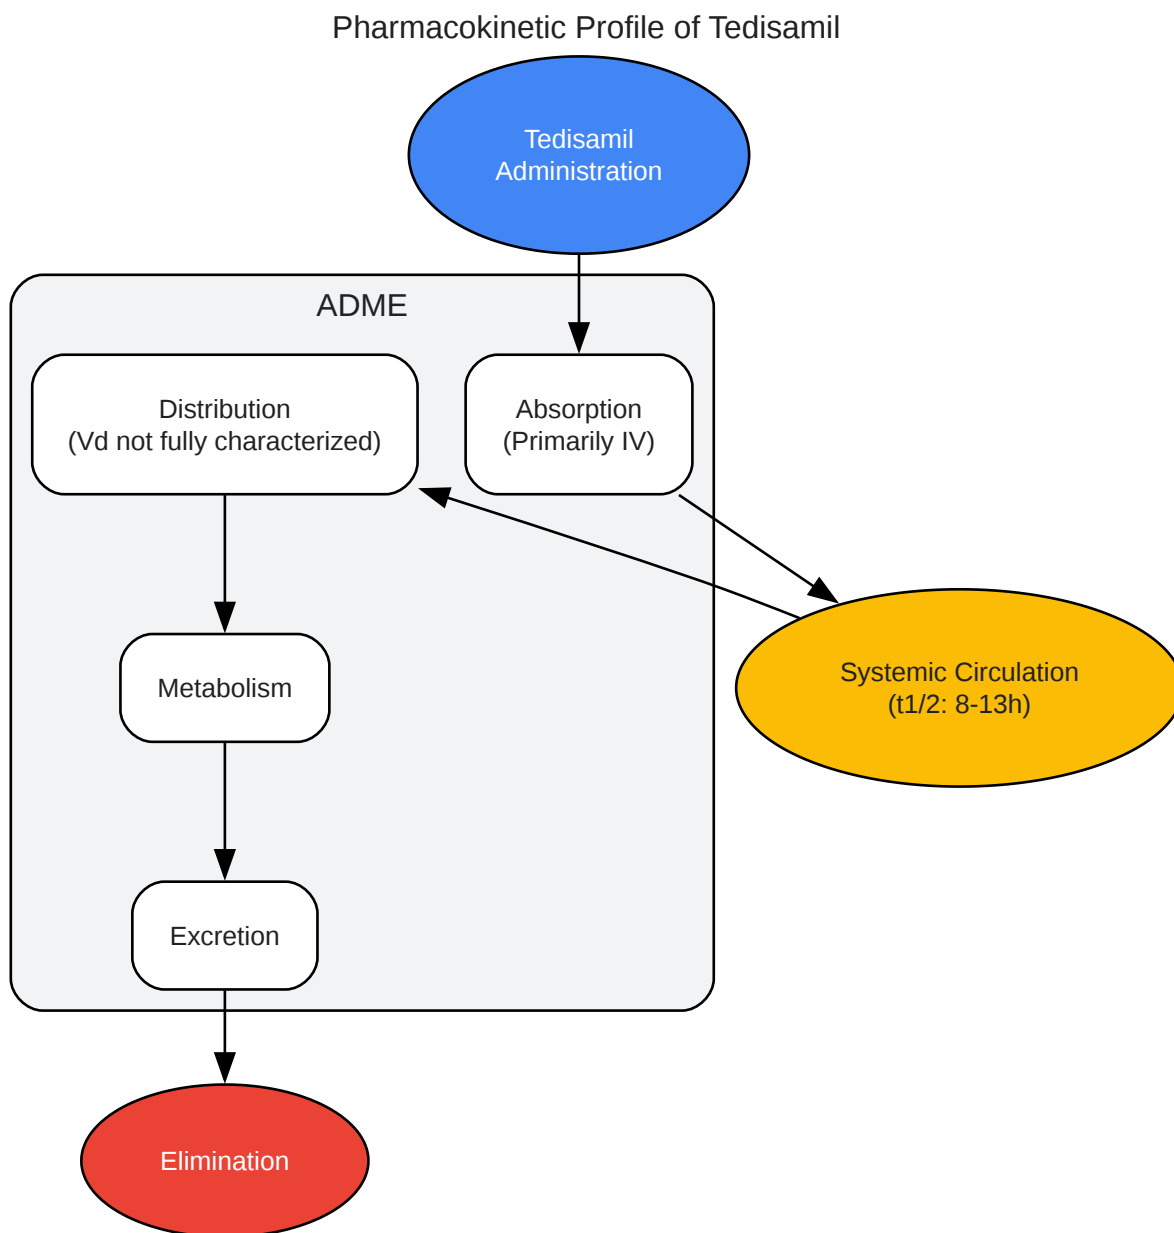 Pharmacokinetic Profile of Tedisamil
Tedisamil
Administration
ADME
Distribution
(Vd not fully characterized)
Absorption
(Primarily IV)
Metabolism
Systemic Circulation
(t1/2: 8-13h)
Excretion
Elimination